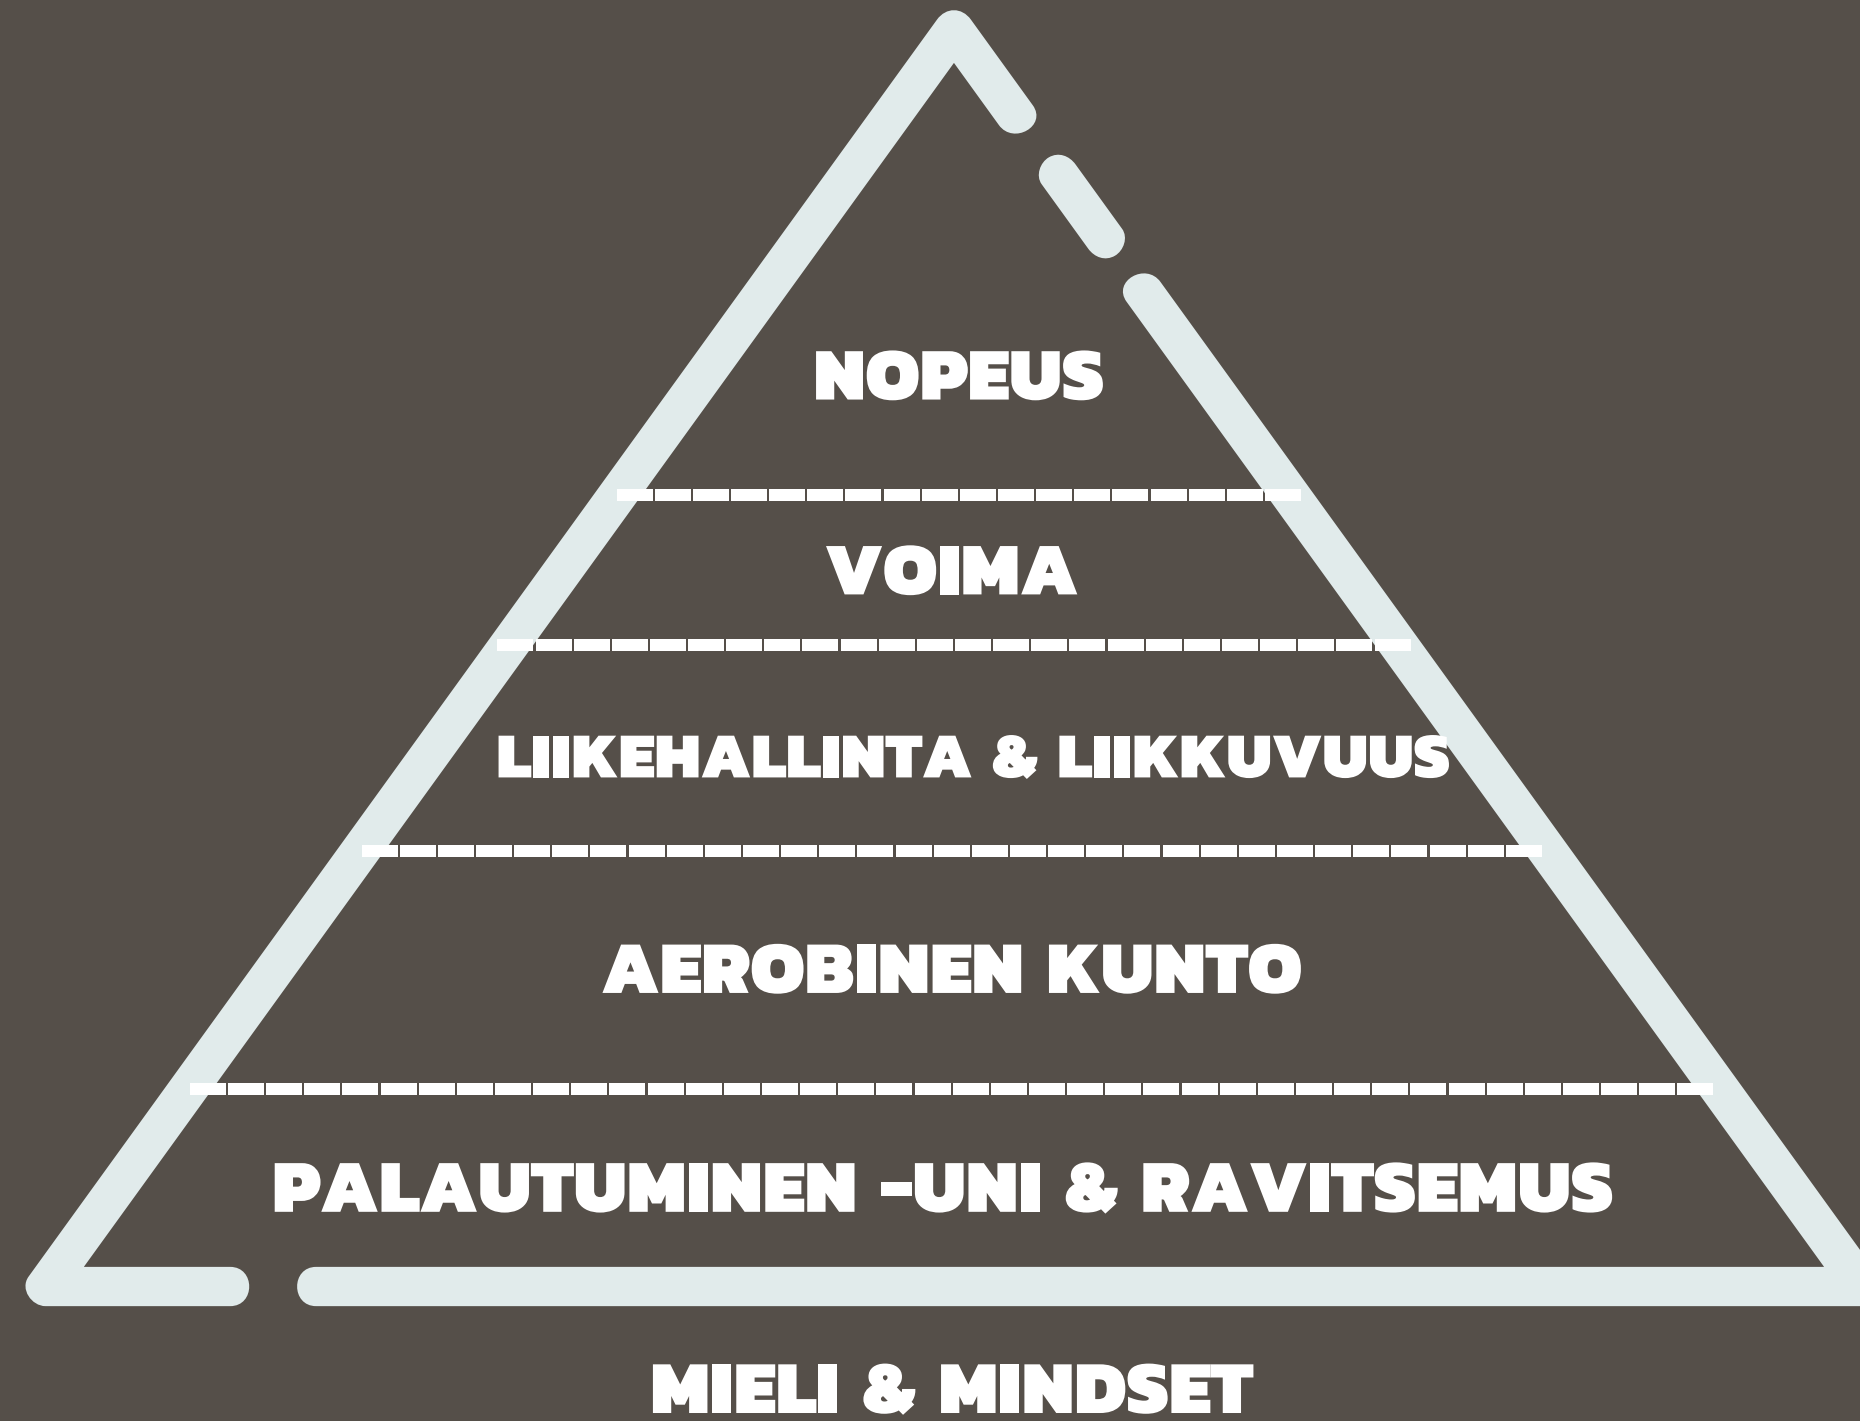 NOPEUS
VOIMA
LIIKEHALLINTA & LIIKKUVUUS
AEROBINEN KUNTO
PALAUTUMINEN -UNI & RAVITSEMUS
MIELI & MINDSET